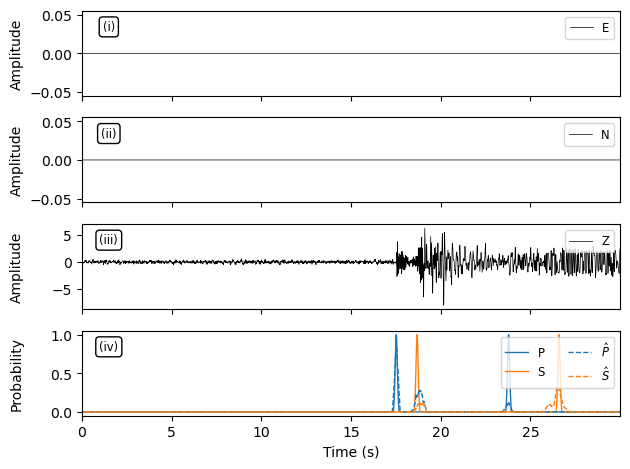 0.05
(i)
E
Amplitude
0.00
−0.05
0.05
(ii)
N
Amplitude
0.00
−0.05
5
(iii)
Z
Amplitude
0
−5
1.0
(iv)
P
P̂
S
Ŝ
Probability
0.5
0.0
0 5 10 15 20 25
Time (s)